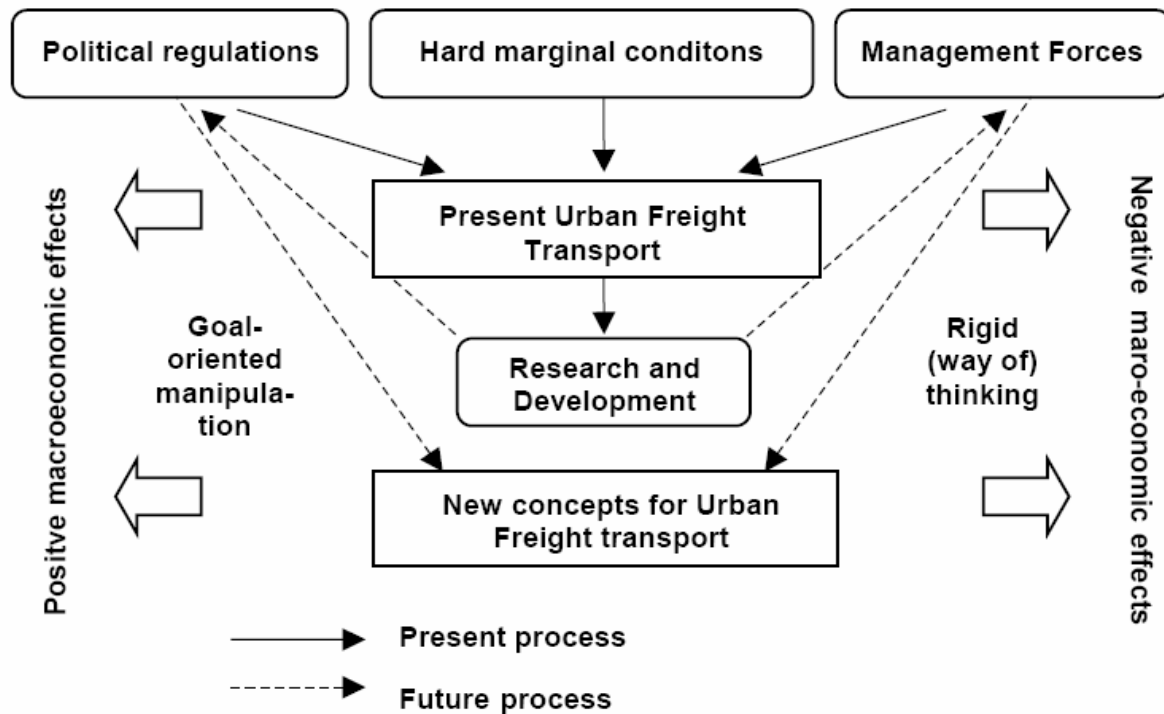 Political regulations
Hard marginal conditons
Management Forces
Present Urban Freight
Transport
Positve macroeconomic effects
Goal-
oriented
manipula-
tion
Research and
Development
Rigid
(way of)
thinking
Negative maro-economic effects
New concepts for Urban
Freight transport
Present process
Future process